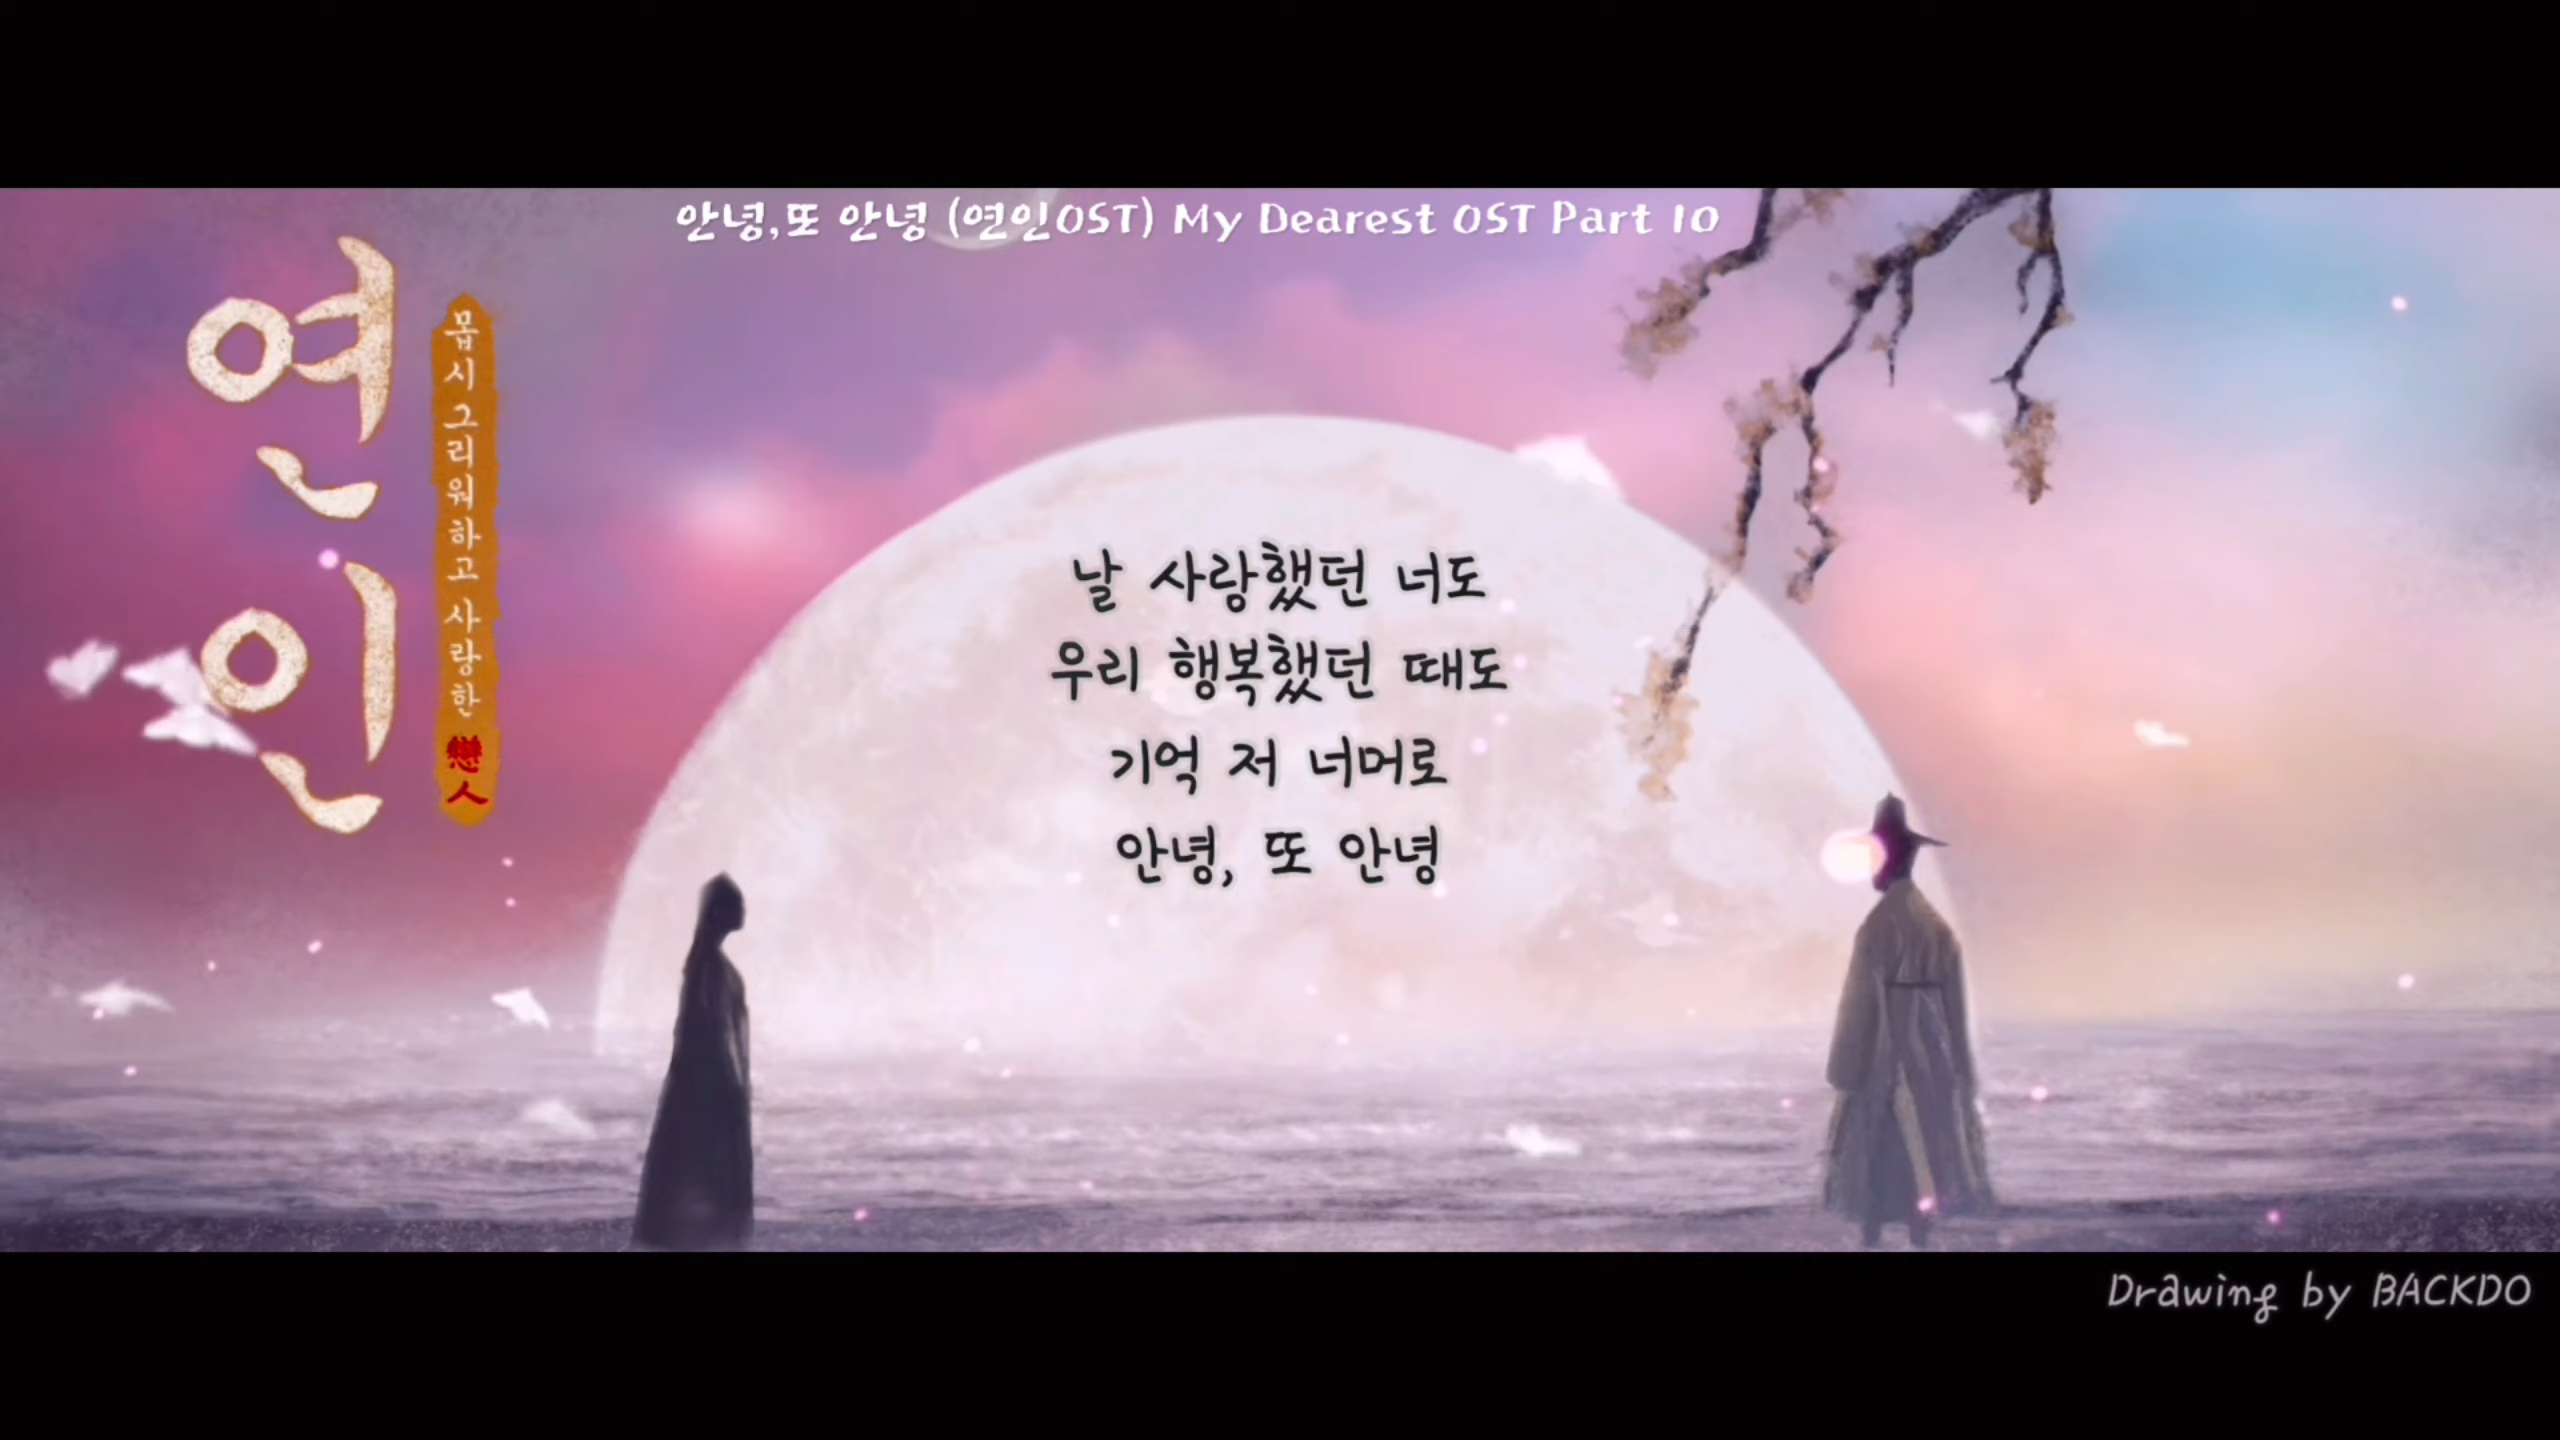 안녕,또 안녕 (연인OST) My Dearest OST Part 10
연인
몹시 그리워하고 사랑한 戀人
날 사랑했던 너도
우리 행복했던 때도
기억 저 너머로
안녕, 또 안녕
Drawing by BACKDO